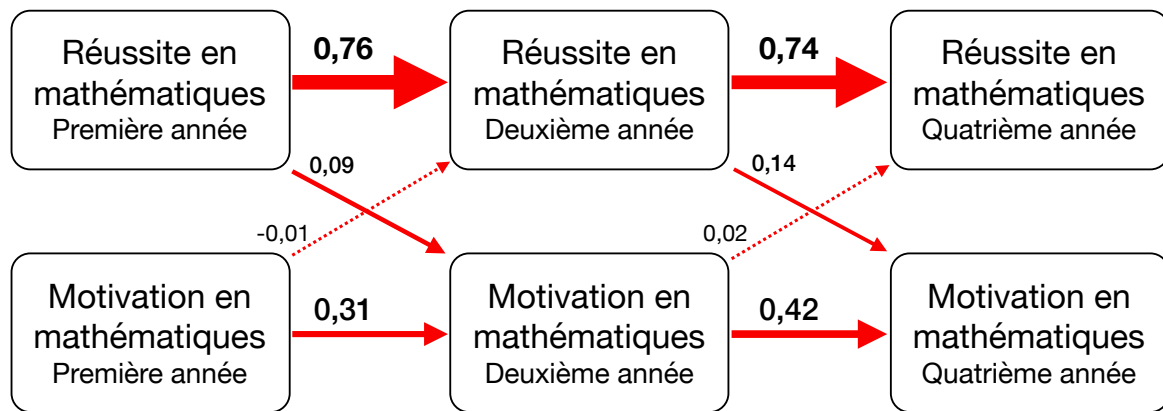 Réussite en
mathématiques
Première année
0,76
Réussite en
mathématiques
Deuxième année
0,74
Réussite en
mathématiques
Quatrième année
0,09
-0,01
0,14
0,02
Motivation en
mathématiques
Première année
0,31
Motivation en
mathématiques
Deuxième année
0,42
Motivation en
mathématiques
Quatrième année